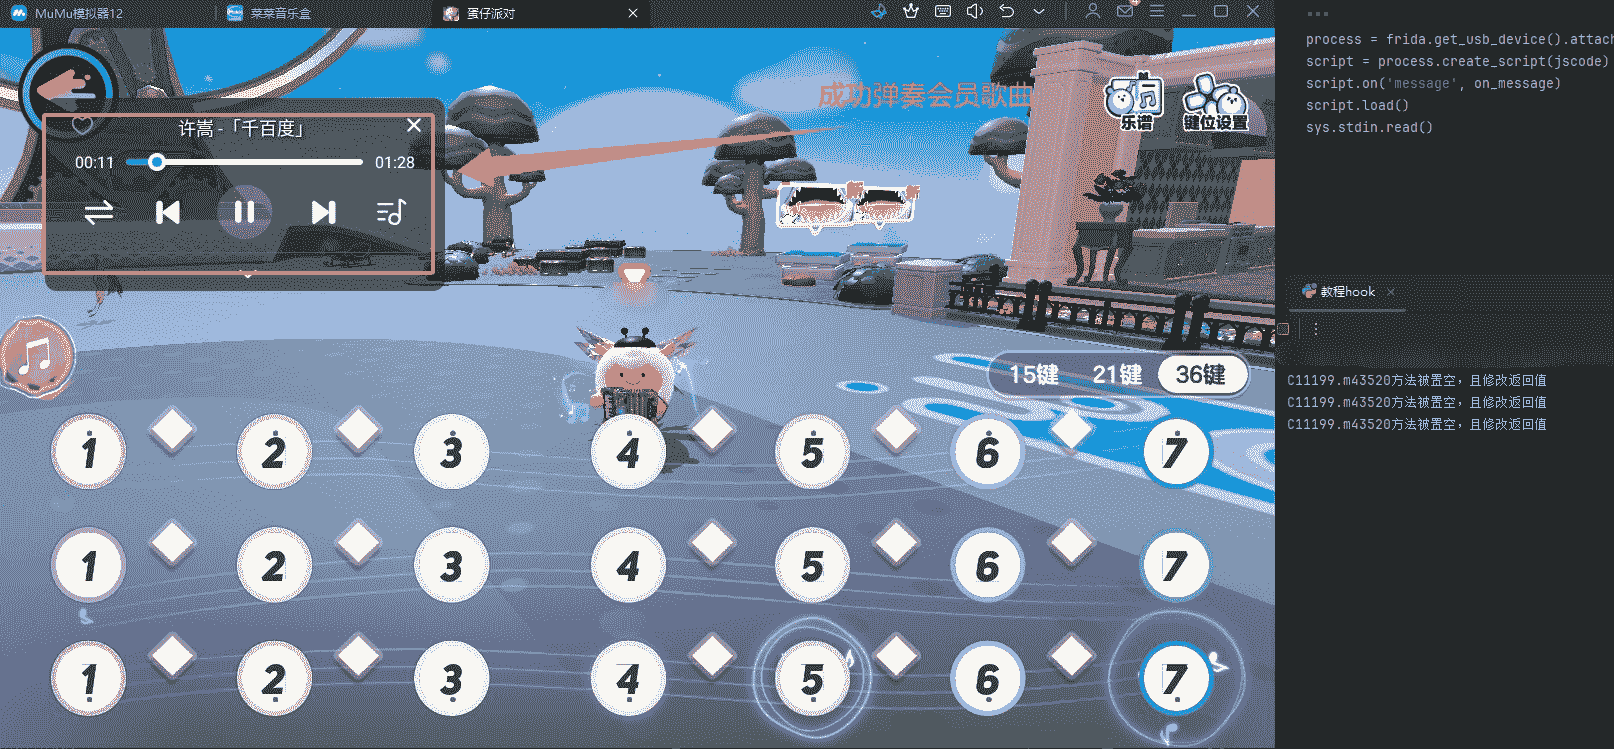 MuMu模拟器12
菜菜音乐盒
蛋仔派对
成功弹奏会员歌曲
乐谱
键位设置
许嵩 -「千百度」
00:11
01:28
15键
21键
36键
1 2 3 4 5 6 7
1 2 3 4 5 6 7
1 2 3 4 5 6 7
process = frida.get_usb_device().attach
script = process.create_script(jscode)
script.on('message', on_message)
script.load()
sys.stdin.read()
教程hook
C11199.m43520方法被置空，且修改返回值
C11199.m43520方法被置空，且修改返回值
C11199.m43520方法被置空，且修改返回值